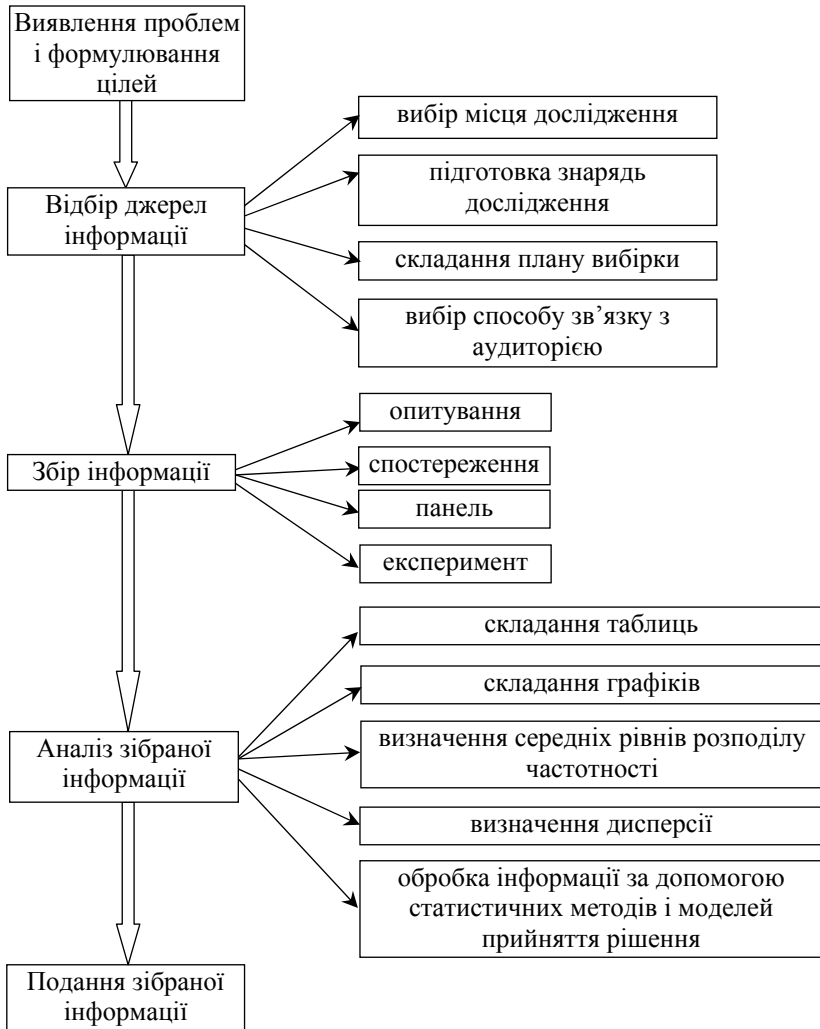 Виявлення проблем
і формулювання
цілей
вибір місця дослідження
підготовка знарядь
дослідження
Відбір джерел
інформації
складання плану вибірки
вибір способу зв’язку з
аудиторією
опитування
Збір інформації
спостереження
панель
експеримент
складання таблиць
складання графіків
Аналіз зібраної
інформації
визначення середніх рівнів розподілу
частотності
визначення дисперсії
обробка інформації за допомогою
статистичних методів і моделей
прийняття рішення
Подання зібраної
інформації